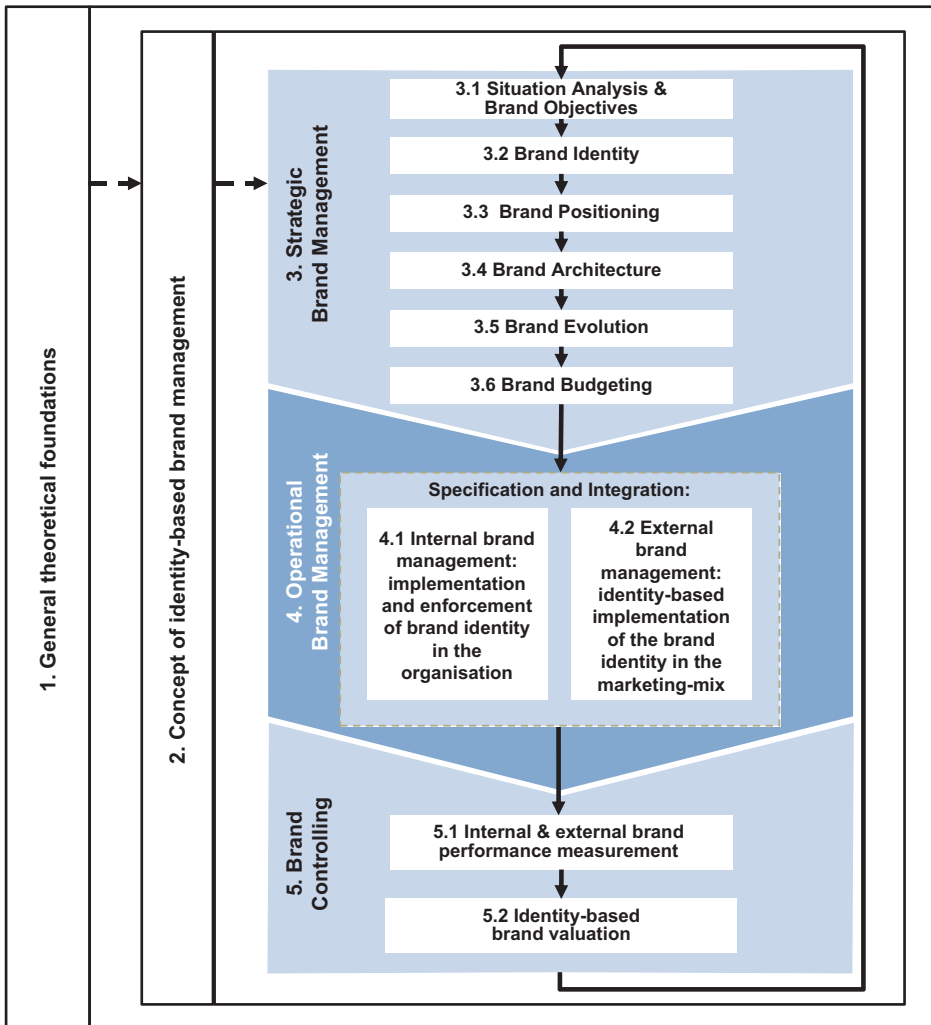 1. General theoretical foundations
2. Concept of identity-based brand management
3. Strategic
Brand Management
3.1 Situation Analysis &
Brand Objectives
3.2 Brand Identity
3.3 Brand Positioning
3.4 Brand Architecture
3.5 Brand Evolution
3.6 Brand Budgeting
4. Operational
Brand Management
Specification and Integration:
4.1 Internal brand
management:
implementation
and enforcement
of brand identity
in the
organisation
4.2 External
brand
management:
identity-based
implementation
of the brand
identity in the
marketing-mix
5. Brand
Controlling
5.1 Internal & external brand
performance measurement
5.2 Identity-based
brand valuation